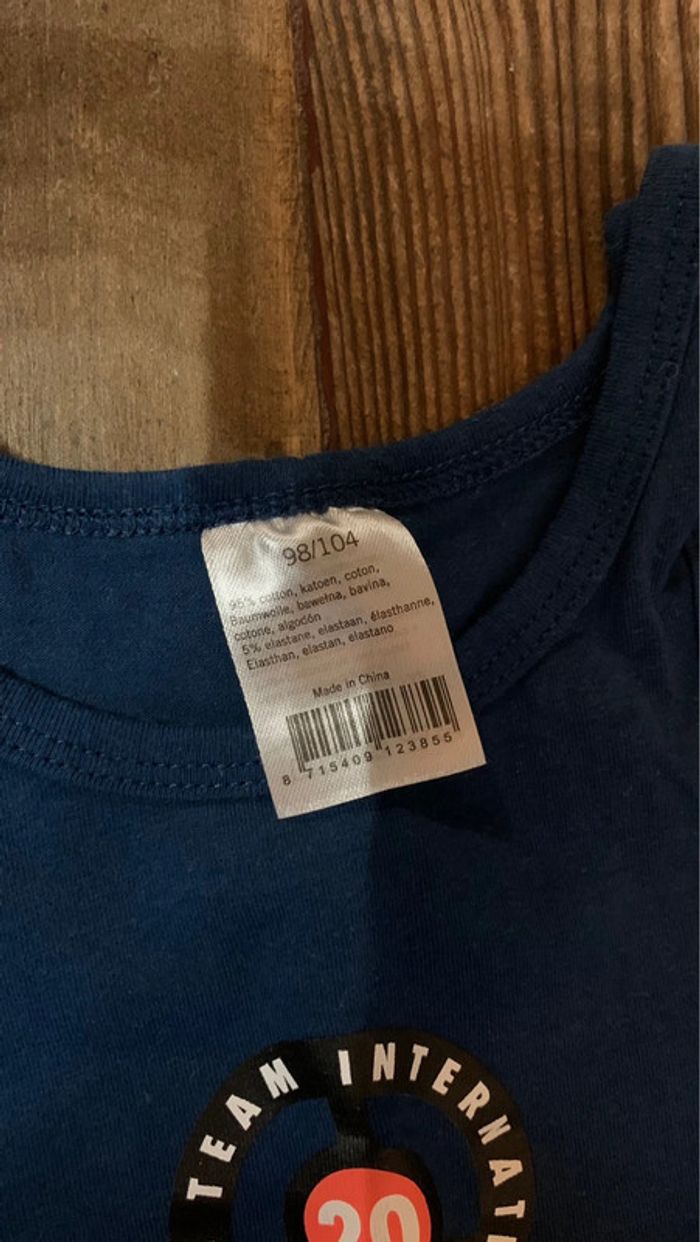 98/104
95% cotton, katoen, coton,
Baumwolle, bawełna, bavina,
cotone, algodón
5% elastane, elastaan, élasthanne,
Elasthan, elastan, elastano
Made in China
8 715409 123855
TEAM INTERNAT
20